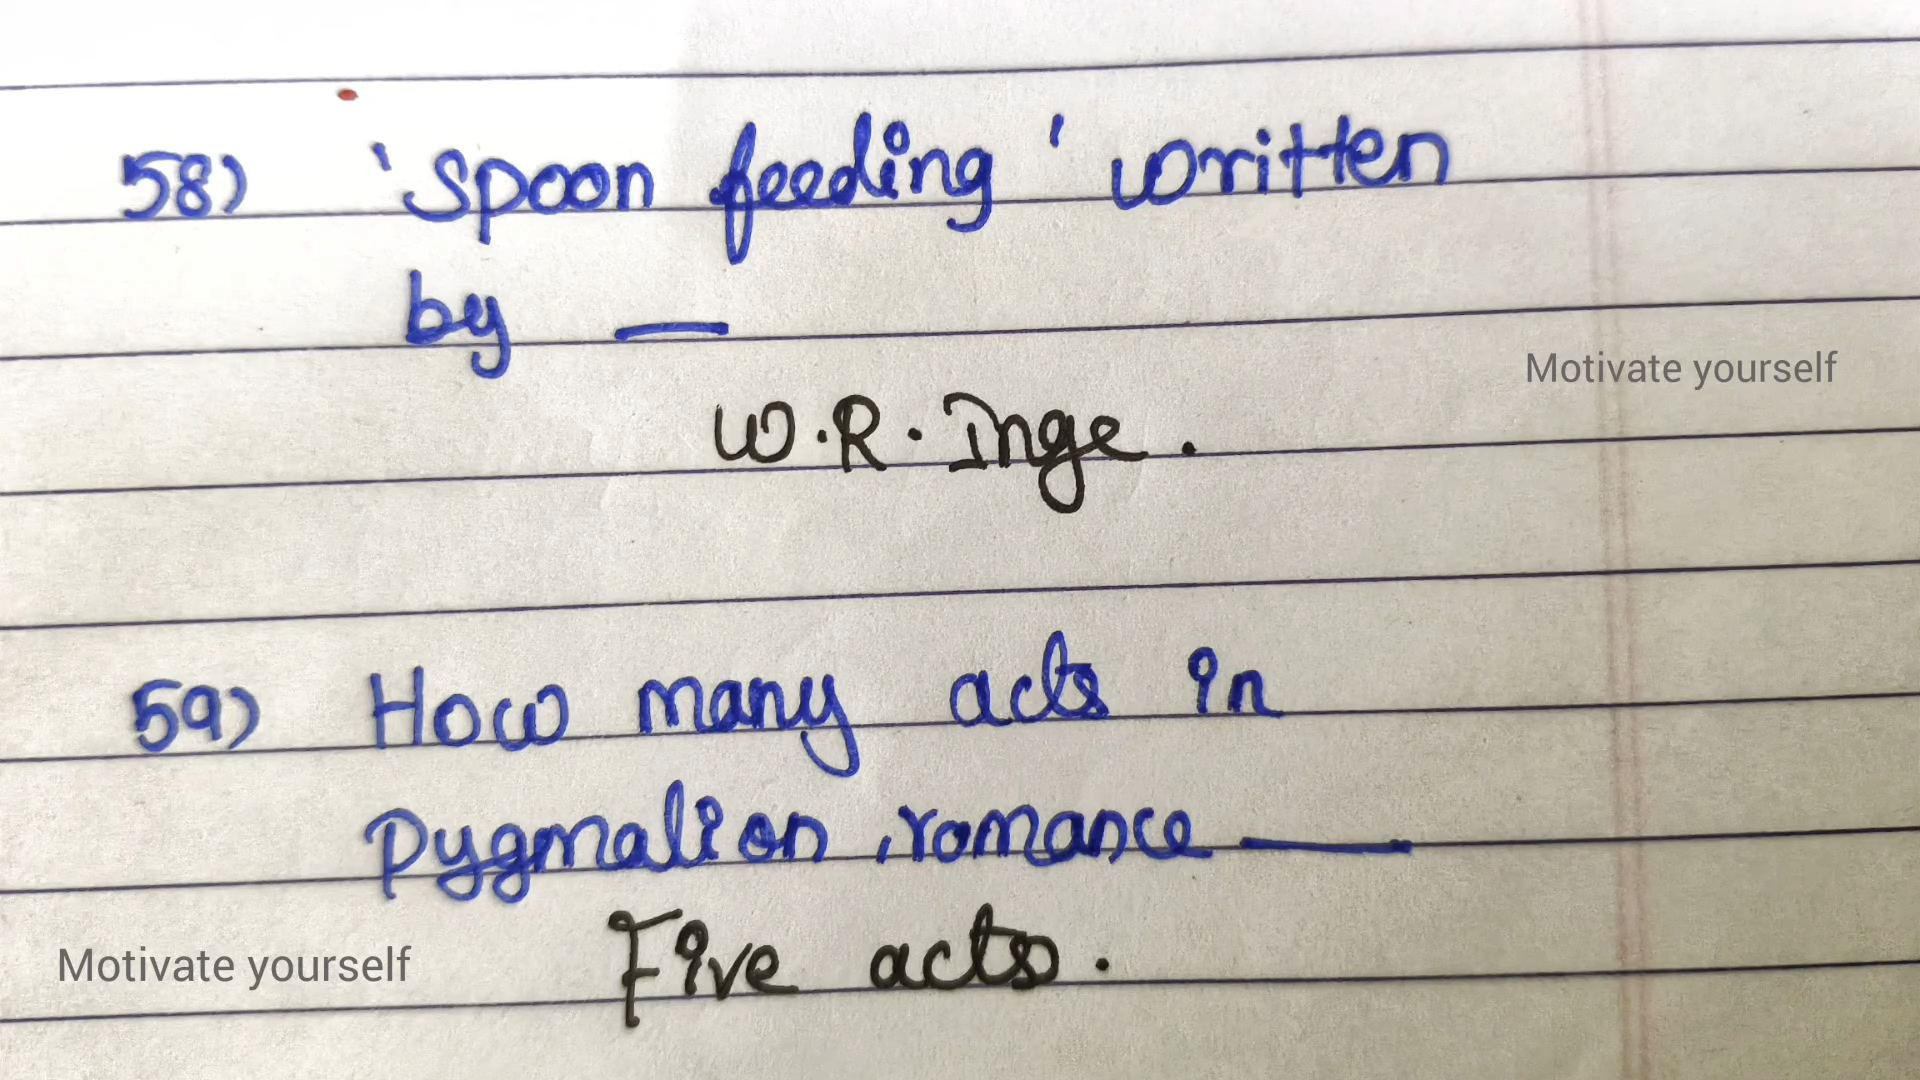 58) 'Spoon feeding' written
by —
Motivate yourself
W.R. Inge.
59) How many acts in
Pygmalion romance —
Five acts.
Motivate yourself